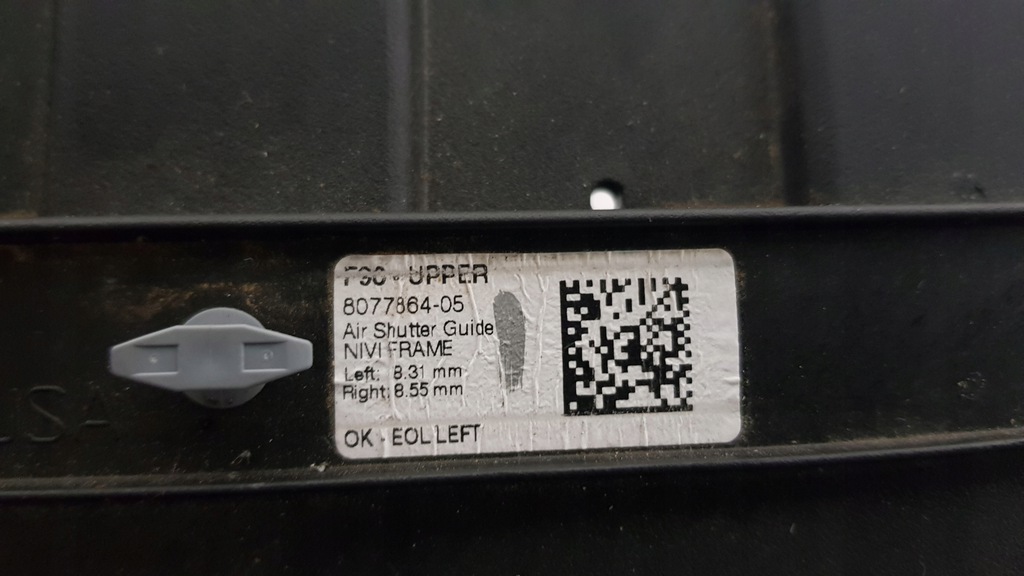 F90 - UPPER
8077864-05
Air Shutter Guide
NIVI FRAME
Left: 8.31 mm
Right: 8.55 mm
OK - EOL LEFT
USA